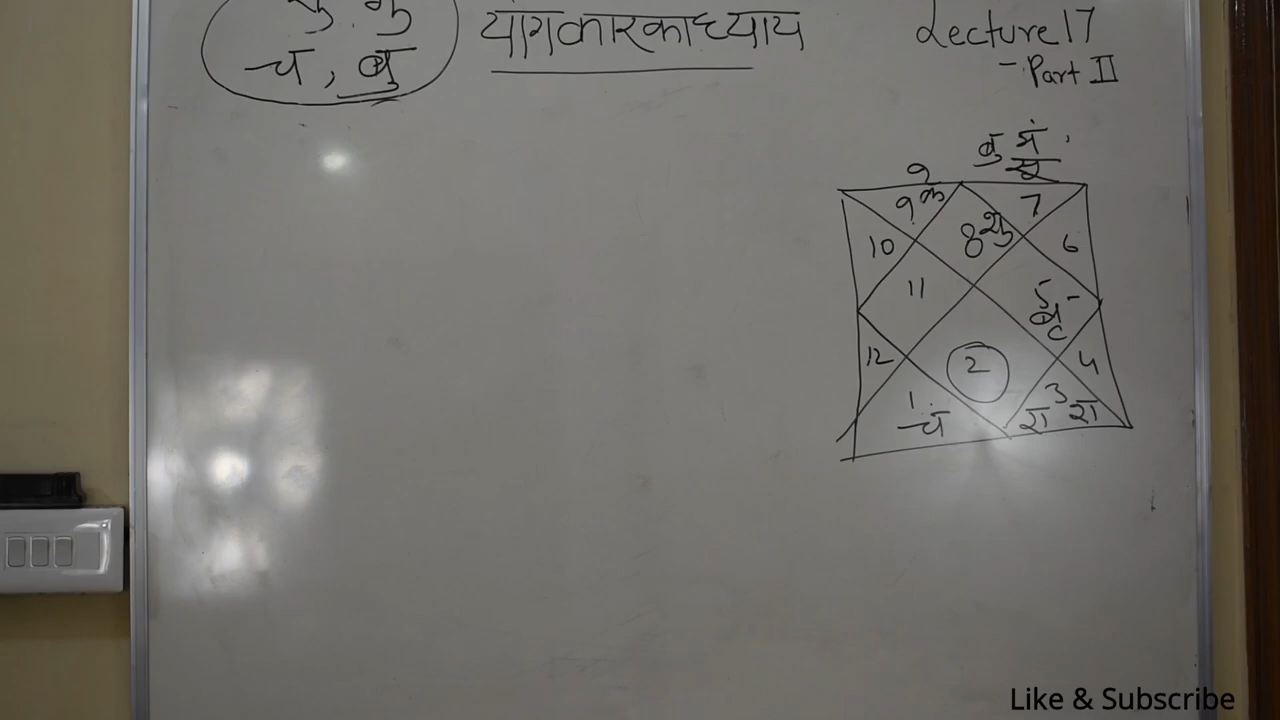 शु. गु
चं, बु
योगकारकाध्याय
Lecture 17
- Part II
बु मं
सू
9 के
7
10
8 शु
6
11
5
12
2
4
1
चं
3
रा श
Like & Subscribe